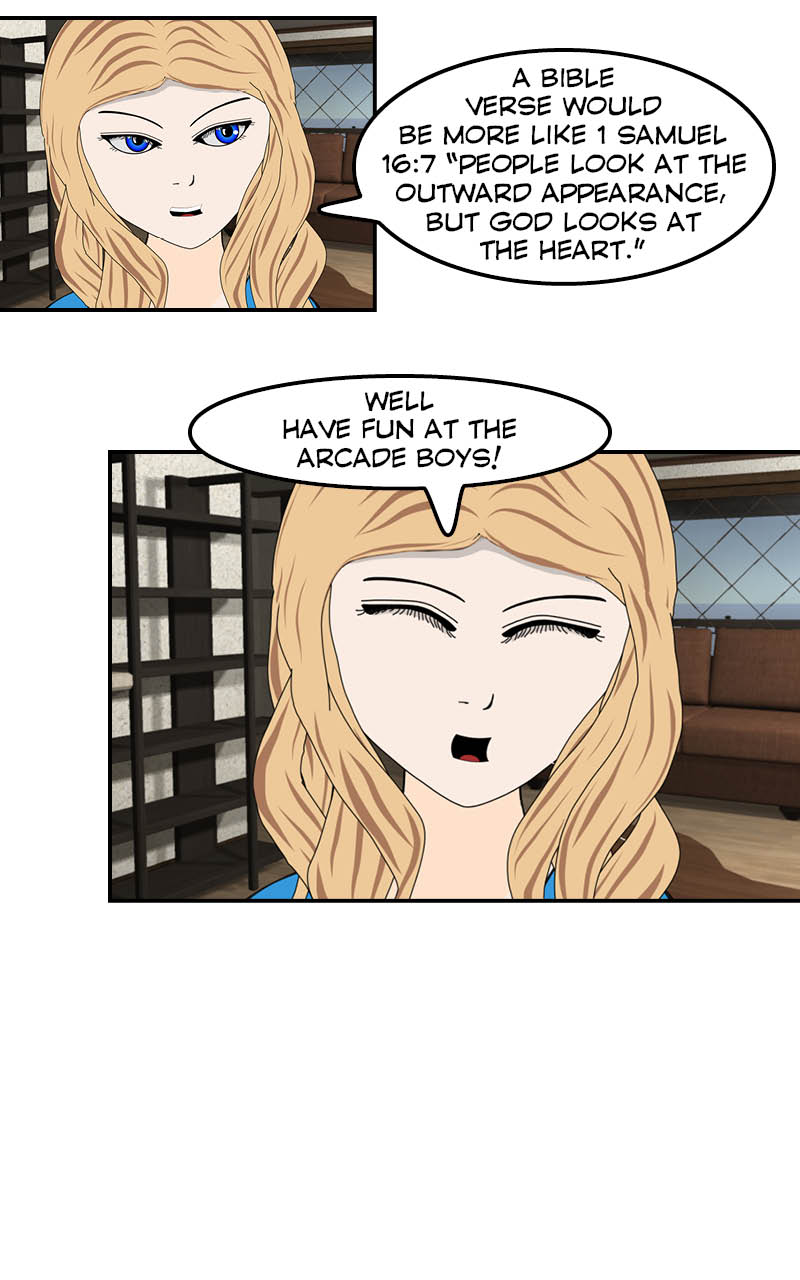 A BIBLE
VERSE WOULD
BE MORE LIKE 1 SAMUEL
16:7 "PEOPLE LOOK AT THE
OUTWARD APPEARANCE,
BUT GOD LOOKS AT
THE HEART."
WELL
HAVE FUN AT THE
ARCADE BOYS!